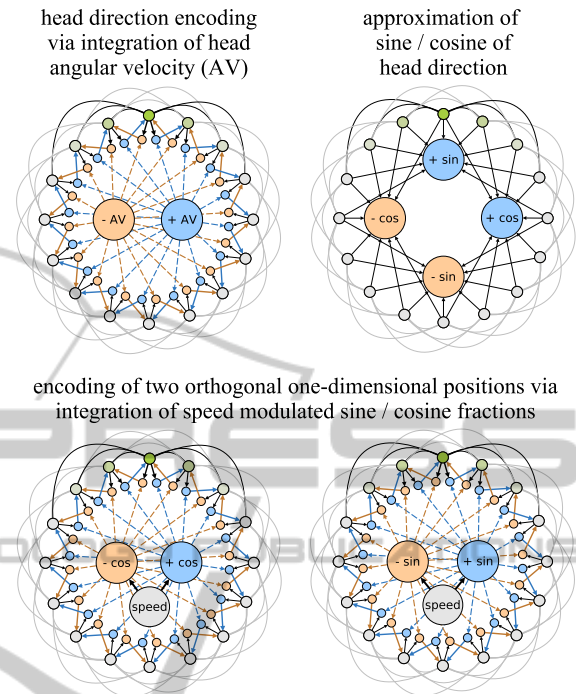 head direction encoding
via integration of head
angular velocity (AV)
approximation of
sine / cosine of
head direction
- AV
+ AV
+ sin
- cos
+ cos
- sin
encoding of two orthogonal one-dimensional positions via
integration of speed modulated sine / cosine fractions
- cos
+ cos
speed
- sin
+ sin
speed
PRESS
PUBLICATIONS